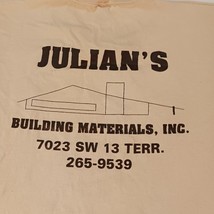 JULIAN'S
BUILDING MATERIALS, INC.
7023 SW 13 TERR.
265-9539